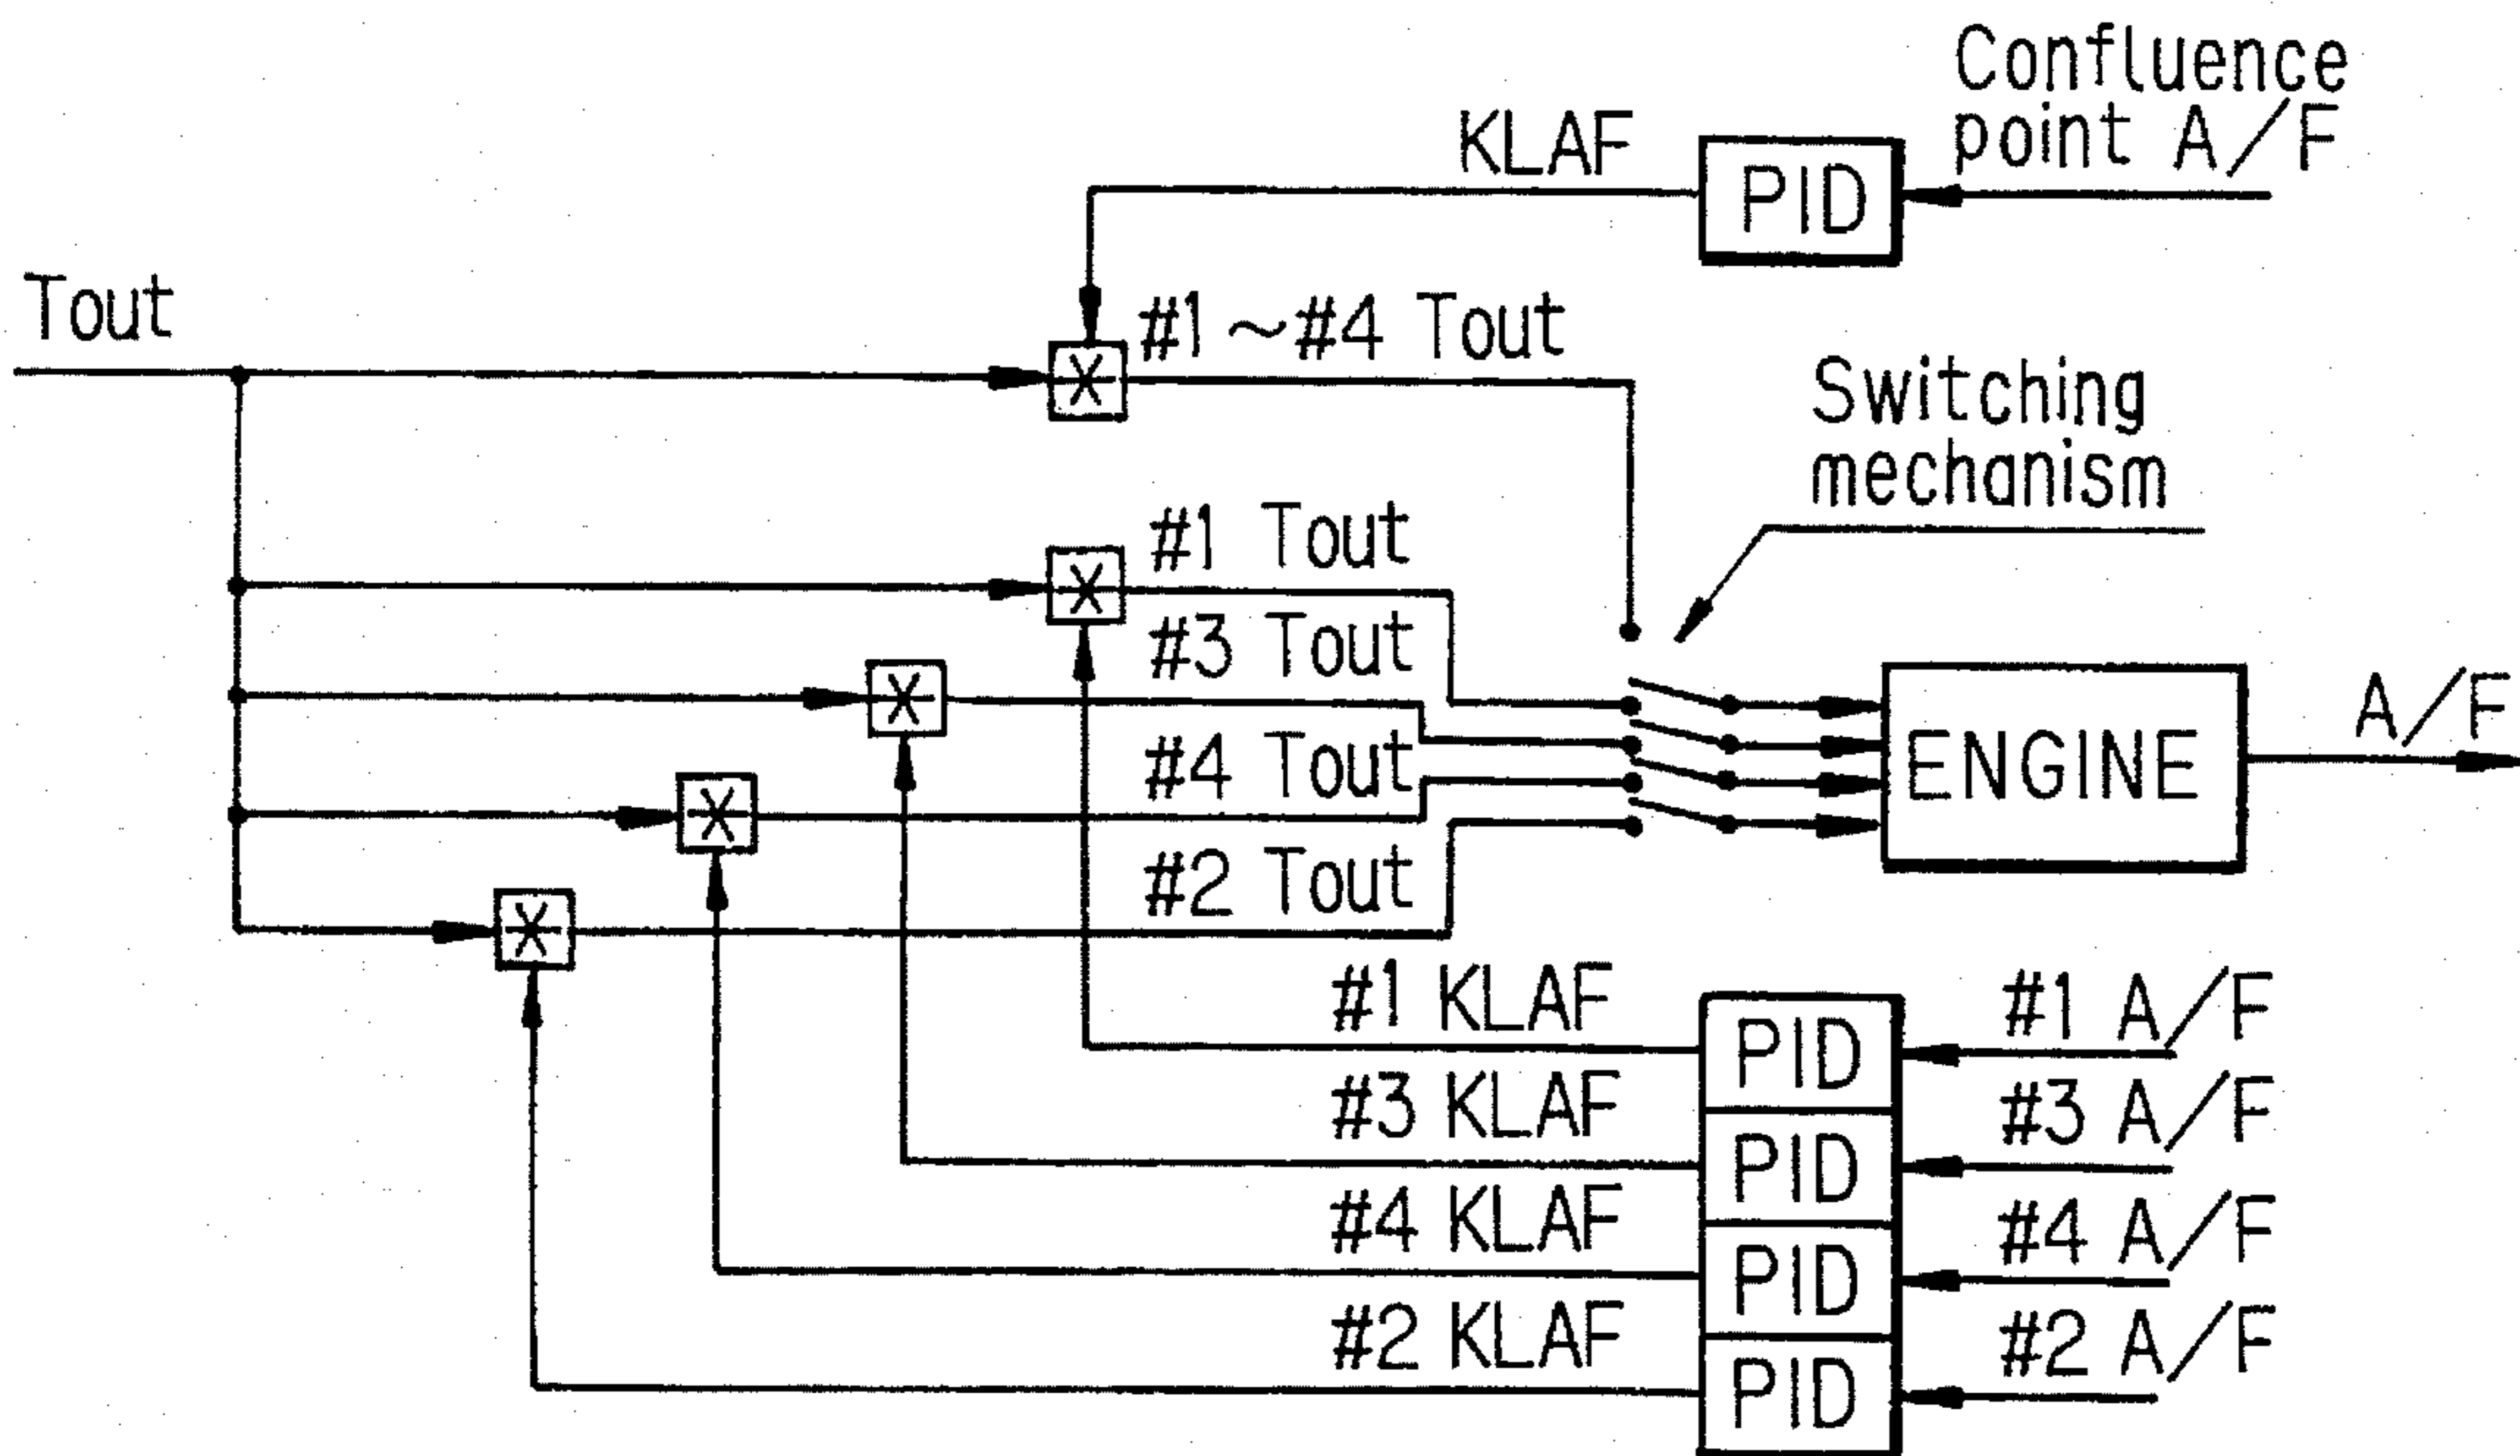 Confluence
point A/F
KLAF
PID
Tout
#1~#4 Tout
Switching
mechanism
#1 Tout
#3 Tout
#4 Tout
#2 Tout
ENGINE
A/F
#1 KLAF
PID
#1 A/F
#3 KLAF
PID
#3 A/F
#4 KLAF
PID
#4 A/F
#2 KLAF
PID
#2 A/F